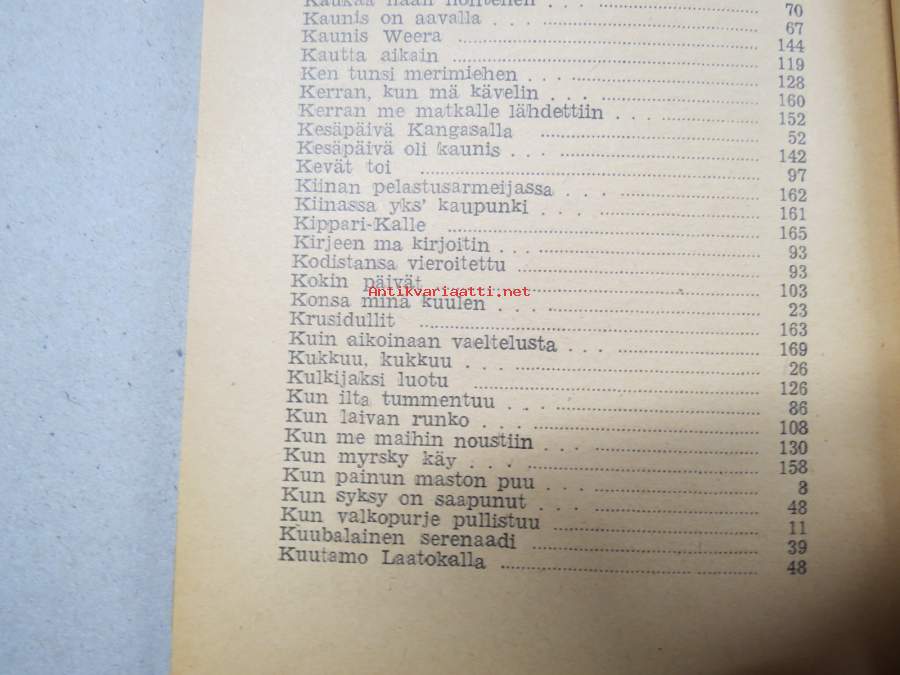 Kaukaa ... 70
Kaunis on aavalla ... 67
Kaunis Weera ... 144
Kautta aikain ... 119
Ken tunsi merimiehen ... 128
Kerran, kun mä kävelin ... 160
Kerran me matkalle lähdettiin ... 152
Kesäpäivä Kangasalla ... 52
Kesäpäivä oli kaunis ... 142
Kevät toi ... 97
Kiinan pelastusarmeijassa ... 162
Kiinassa yks' kaupunki ... 161
Kippari-Kalle ... 165
Kirjeen ma kirjoitin ... 93
Kodistansa vieroitettu ... 93
Kokin päivät ... 103
Antikvariaatti.net
Konsa minä kuulen ... 23
Krusidullit ... 163
Kuin aikoinaan vaeltelusta ... 169
Kukkuu, kukkuu ... 26
Kulkijaksi luotu ... 126
Kun ilta tummentuu ... 86
Kun laivan runko ... 108
Kun me maihin noustiin ... 130
Kun myrsky käy ... 158
Kun painun maston puu ... 8
Kun syksy on saapunut ... 48
Kun valkopurje pullistuu ... 11
Kuubalainen serenaadi ... 39
Kuutamo Laatokalla ... 48